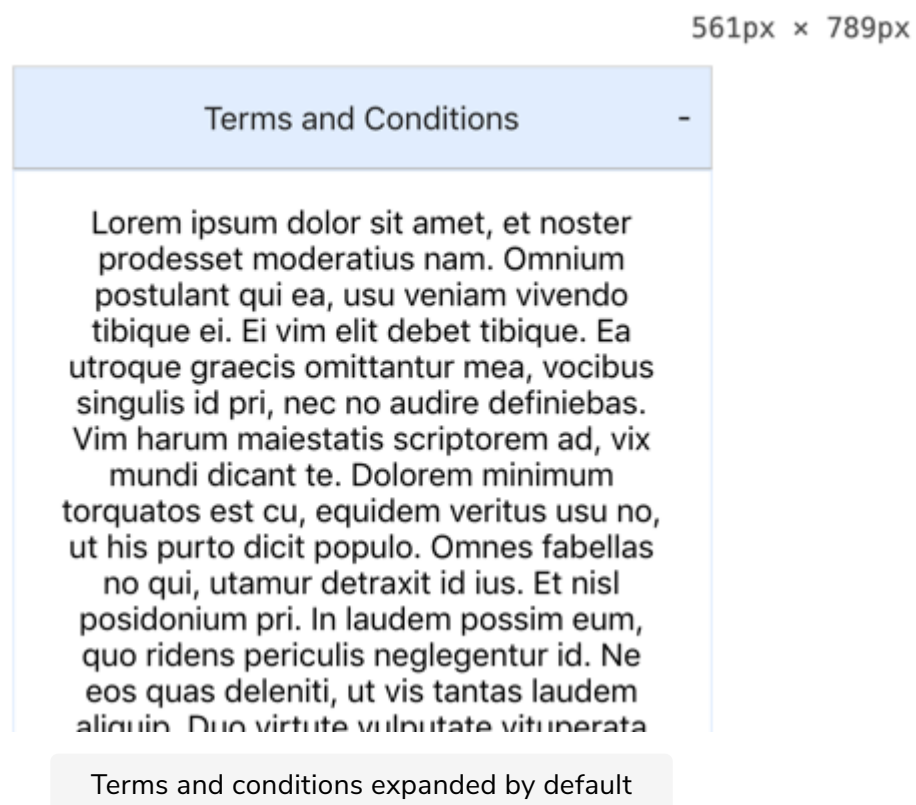 561px × 789px
Terms and Conditions -
Lorem ipsum dolor sit amet, et noster
prodesset moderatius nam. Omnium
postulant qui ea, usu veniam vivendo
tibique ei. Ei vim elit debet tibique. Ea
utroque graecis omittantur mea, vocibus
singulis id pri, nec no audire definiebas.
Vim harum maiestatis scriptorem ad, vix
mundi dicant te. Dolorem minimum
torquatos est cu, equidem veritus usu no,
ut his purto dicit populo. Omnes fabellas
no qui, utamur detraxit id ius. Et nisl
posidonium pri. In laudem possim eum,
quo ridens periculis neglegentur id. Ne
eos quas deleniti, ut vis tantas laudem
aliquip. Duo virtute vulputate vituperata
Terms and conditions expanded by default